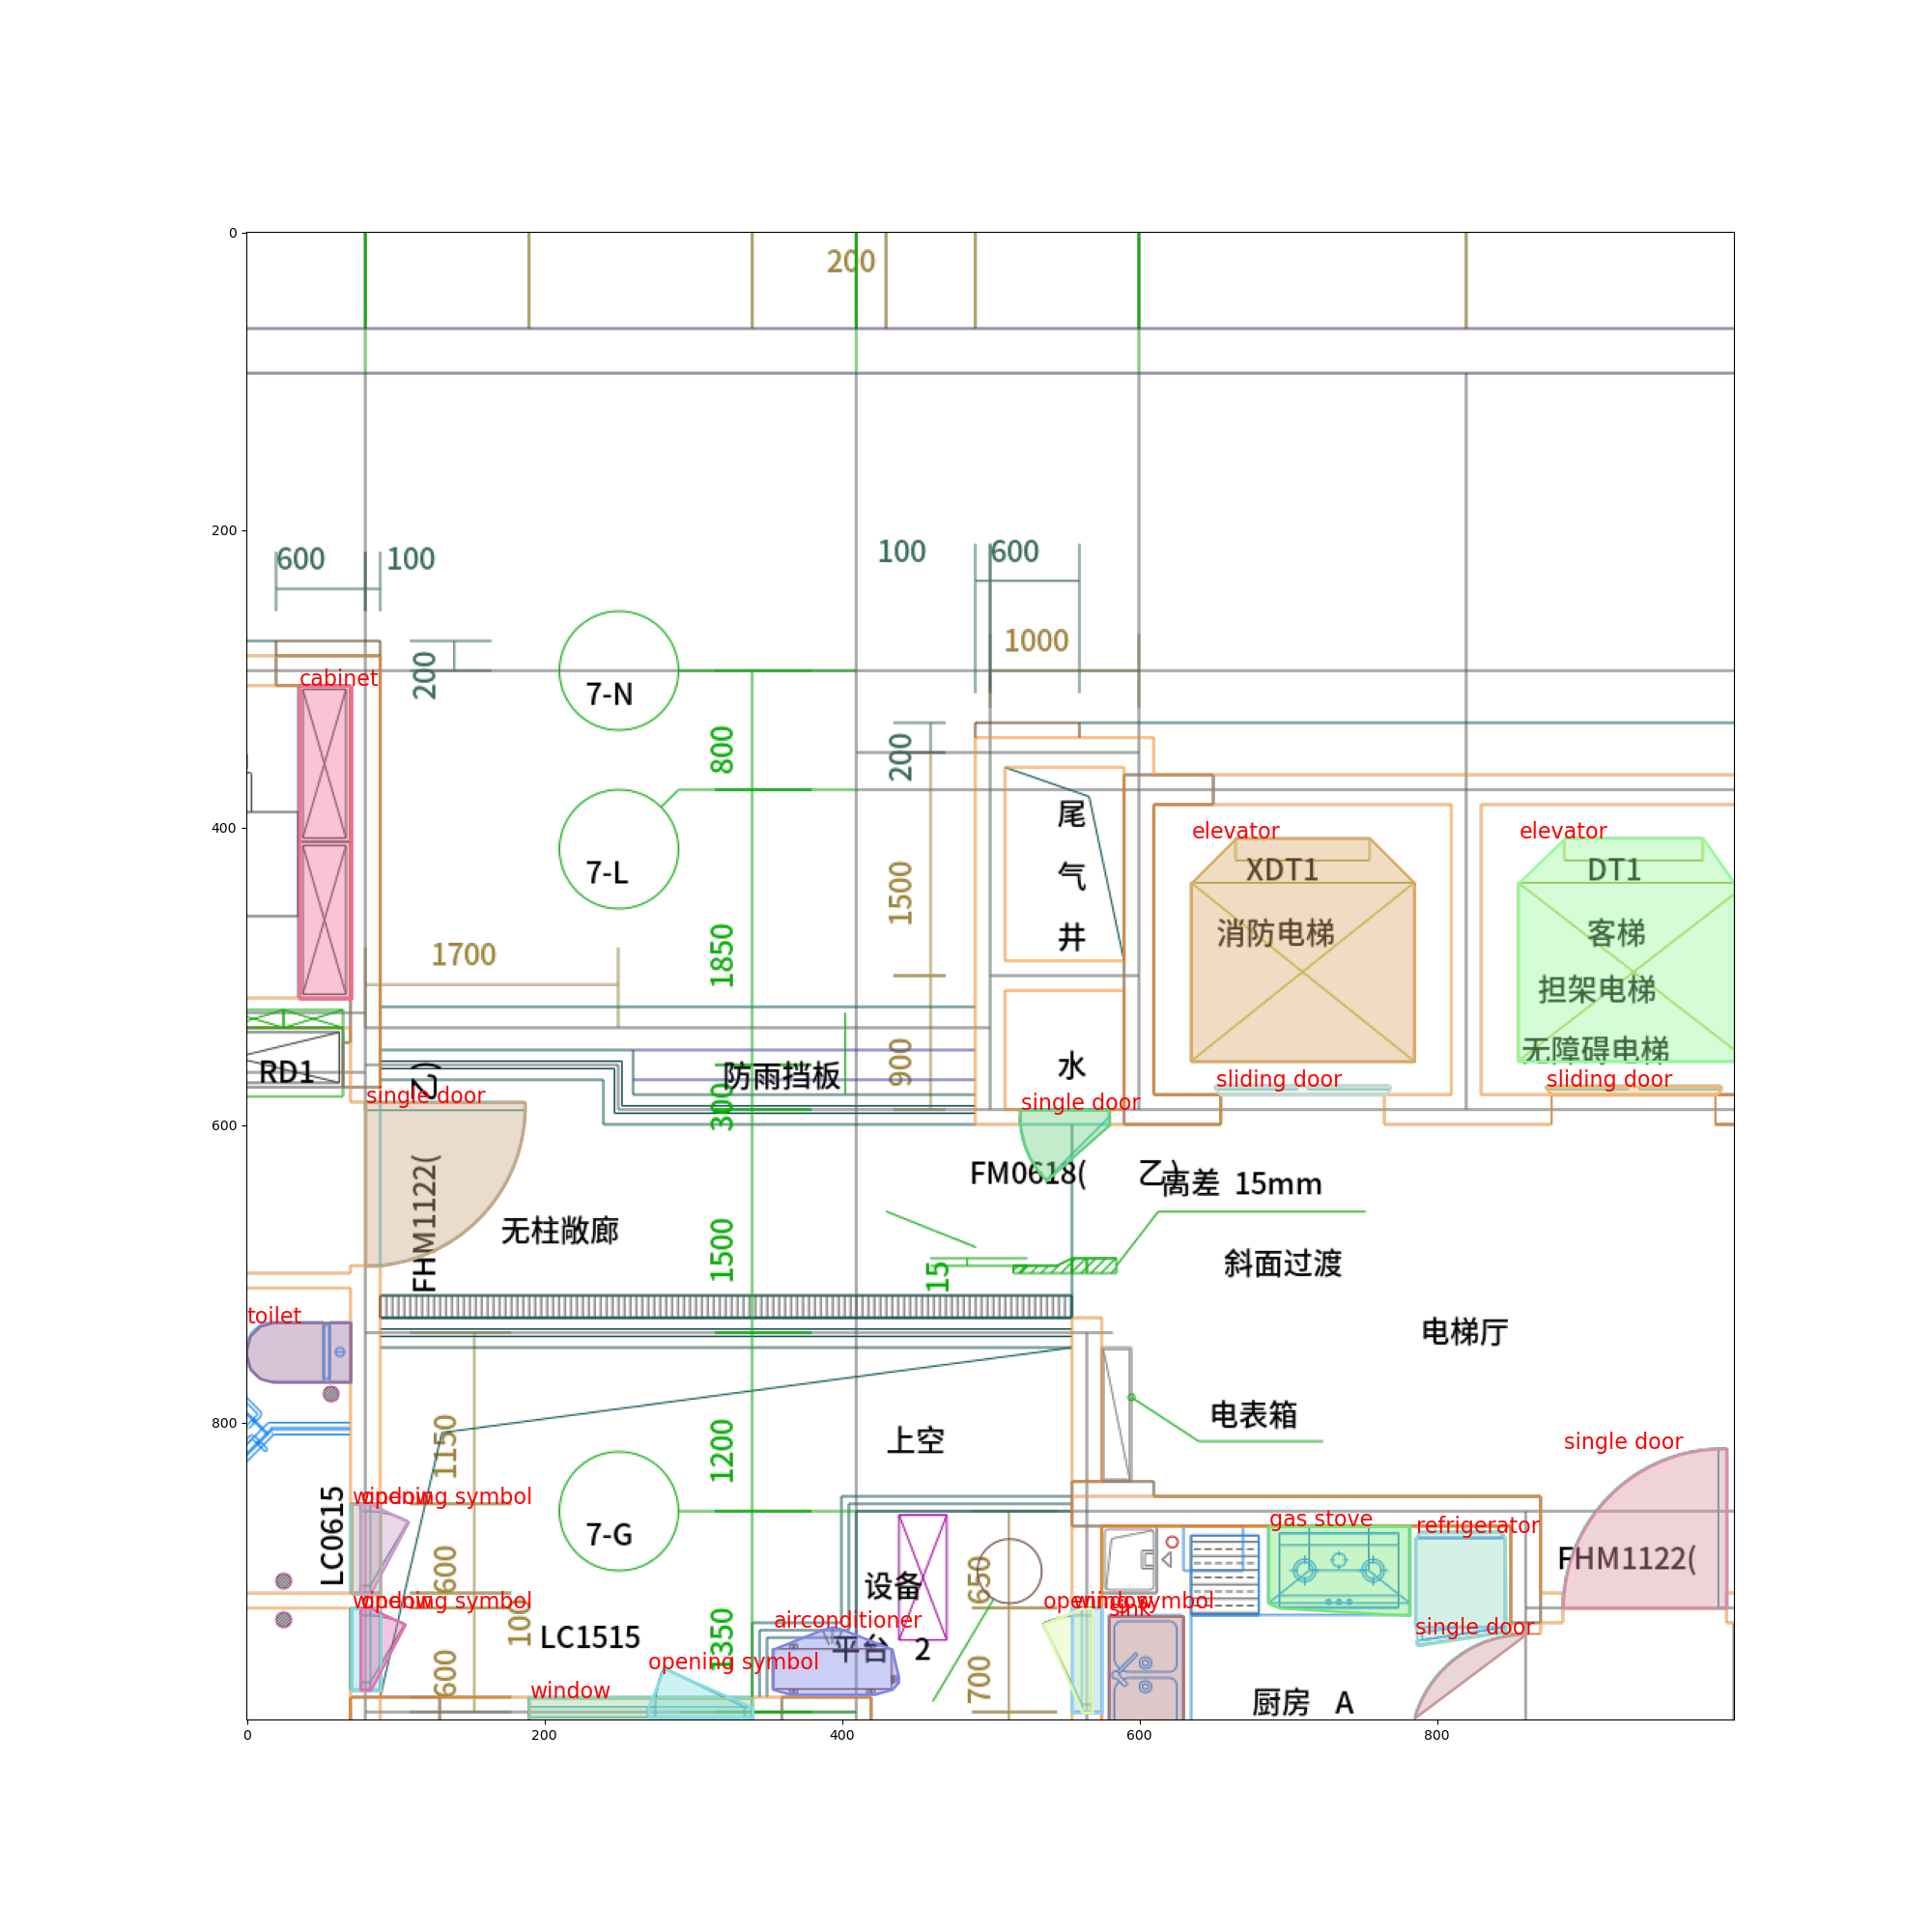 0
200
200
600
100
100
600
1000
cabinet
200
7-N
800
200
尾
400
elevator
elevator
7-L
XDT1
DT1
气
1500
消防电梯
客梯
井
1700
1850
担架电梯
无障碍电梯
RD1
乙)
防雨挡板
900
水
sliding door
sliding door
single door
300
single door
600
FM0618(
乙)
高差 15mm
FHM1122(
无柱敞廊
1500
15
斜面过渡
toilet
电梯厅
电表箱
800
1150
1200
上空
single door
window
opening symbol
LC0615
7-G
gas stove
refrigerator
600
设备
650
FHM1122(
window
opening symbol
opening symbol
window
sink
100
LC1515
1350
airconditioner
single door
平台 2
opening symbol
600
700
window
厨房 A
0
200
400
600
800